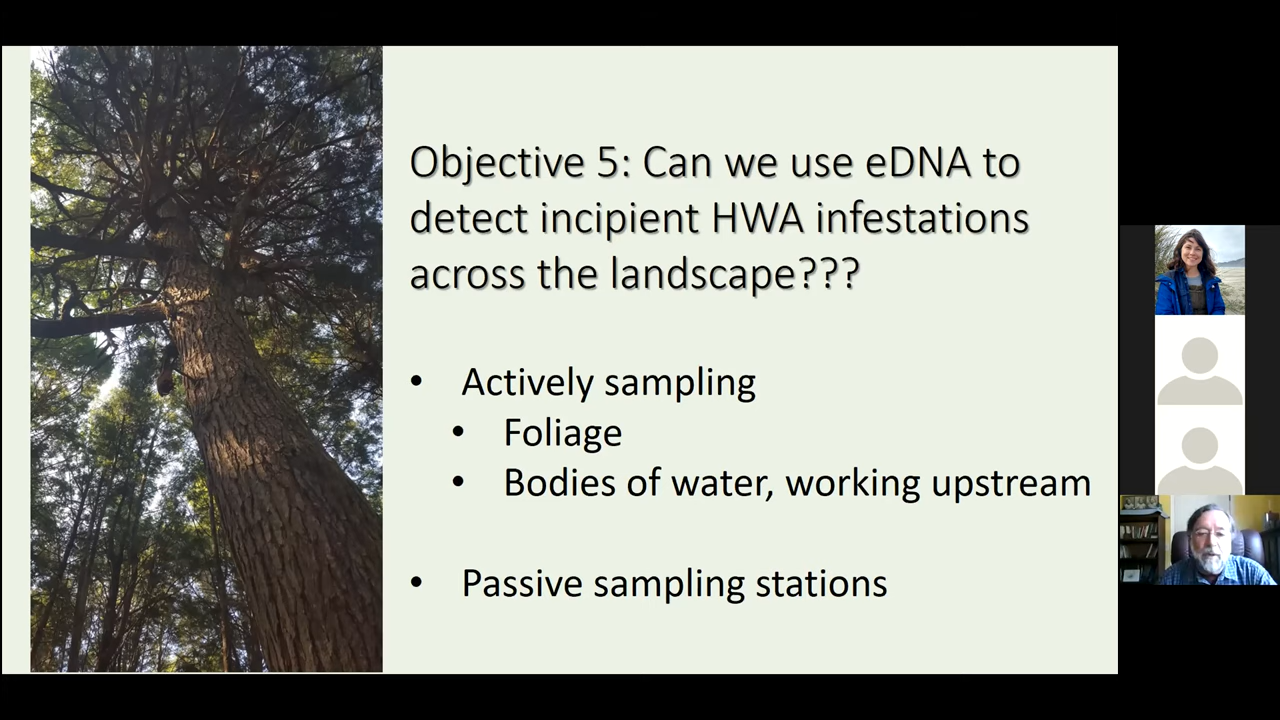 Objective 5: Can we use eDNA to
detect incipient HWA infestations
across the landscape???
• Actively sampling
• Foliage
• Bodies of water, working upstream
• Passive sampling stations